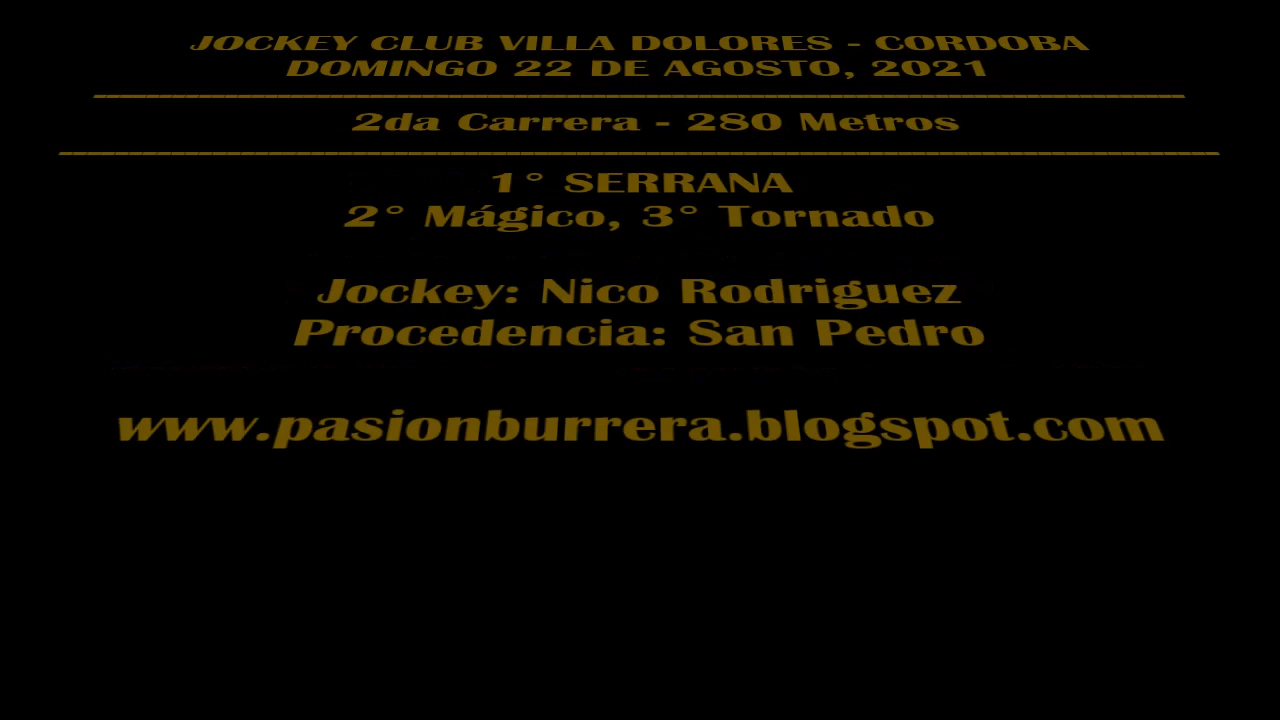 JOCKEY CLUB VILLA DOLORES - CORDOBA
DOMINGO 22 DE AGOSTO, 2021
2da Carrera - 280 Metros
1° SERRANA
2° Mágico, 3° Tornado
Jockey: Nico Rodriguez
Procedencia: San Pedro
www.pasionburrera.blogspot.com